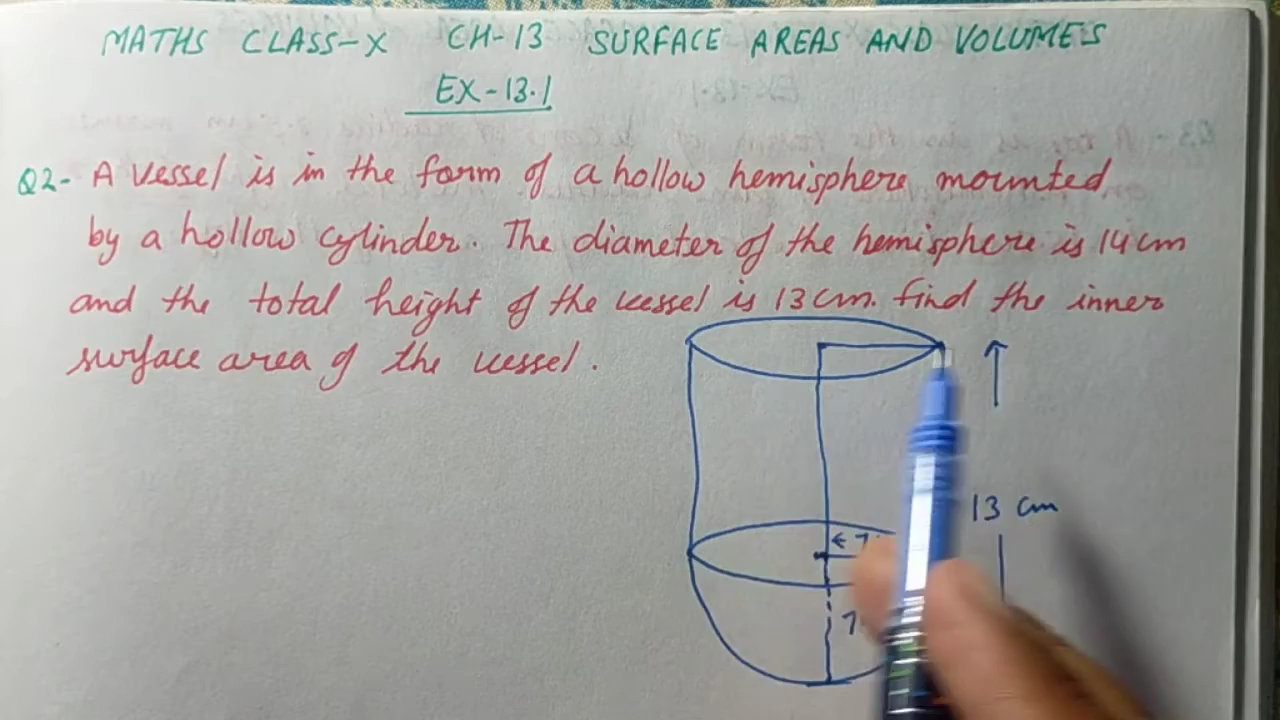 MATHS CLASS-X CH-13 SURFACE AREAS AND VOLUMES
EX-13.1
Q2- A vessel is in the form of a hollow hemisphere mounted
by a hollow cylinder. The diameter of the hemisphere is 14 cm
and the total height of the vessel is 13 cm. find the inner
surface area of the vessel.
13 cm
7
7